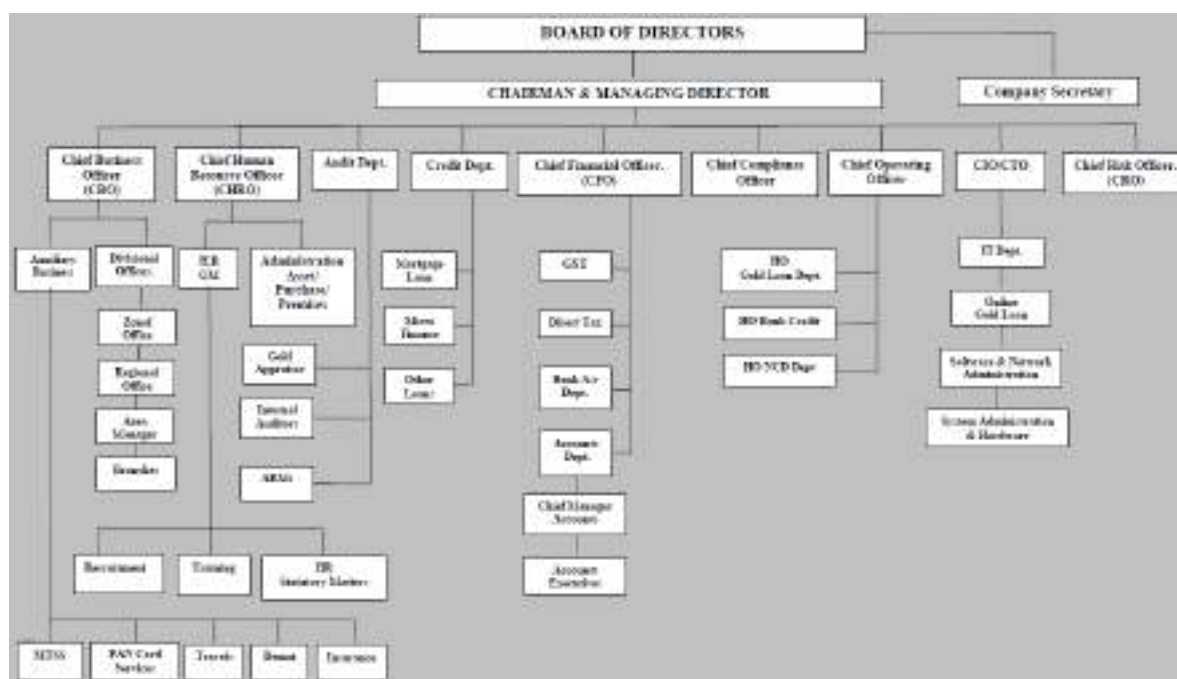 BOARD OF DIRECTORS
CHAIRMAN & MANAGING DIRECTOR
Company Secretary
Chief Business
Officer
(CBO)
Chief Human
Resource Officer
(CHRO)
Audit Dept.
Credit Dept.
Chief Financial Officer.
(CFO)
Chief Compliance
Officer
Chief Operating
Officer
CIO/CTO
Chief Risk Officer.
(CRO)
Auxiliary
Business
Divisional
Offices
HR
GM
Administration
Asset/
Purchase/
Premises
Mortgage
Loan
GST
HO
Gold Loan Dept.
IT Dept.
Zonal
Office
Micro
Finance
Direct Tax
HO Bank Credit
Online
Gold Loan
Regional
Office
Gold
Appraiser
Other
Loans
Bank
Dept.
HO NCD Dept
Software & Network
Administration
Area
Manager
Internal
Auditors
Accounts
Dept.
System Administration
& Hardware
Branches
Chief Manager
Accounts
Recruitment
Training
HR
Statutory Matters
Account
Executives
PAN Card
Services
Travels
Demat
Insurance